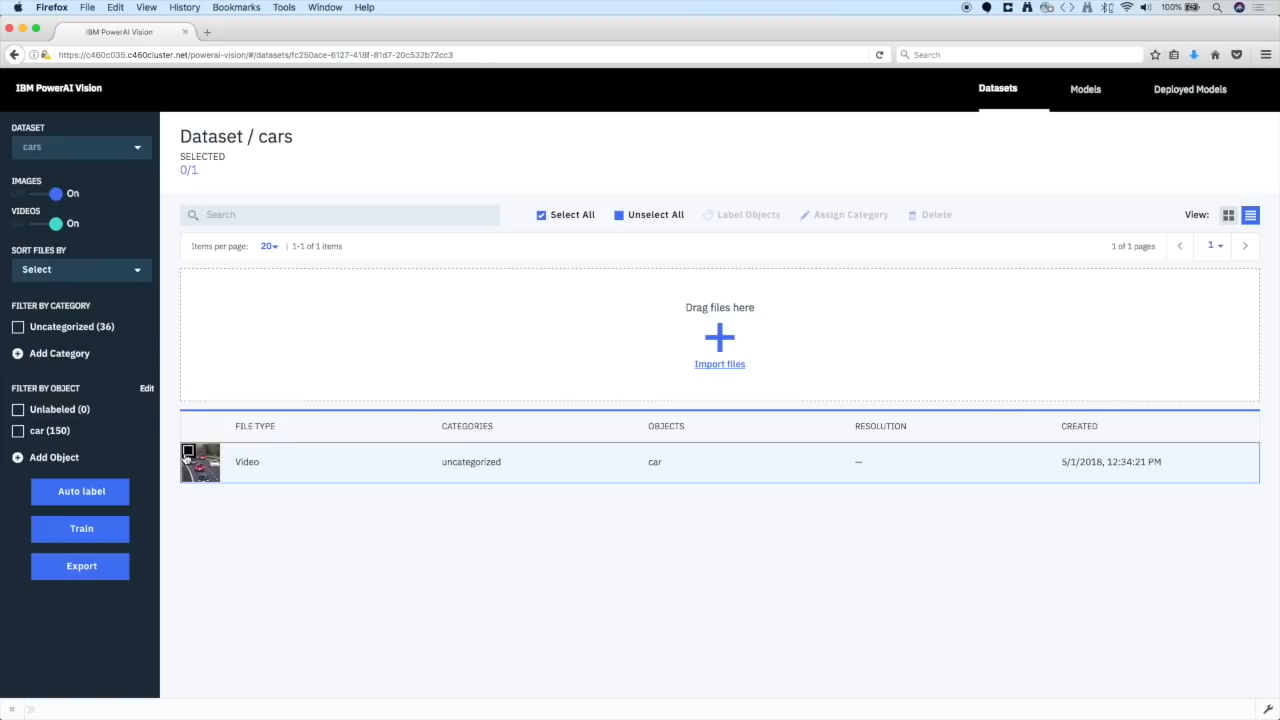 Firefox File Edit View History Bookmarks Tools Window Help 100%
IBM PowerAI Vision
https://c460c035.c460cluster.net/powerai-vision/#/datasets/fc250ace-6127-418f-81d7-20c532b72cc3
Search
IBM PowerAI Vision
Datasets
Models
Deployed Models
DATASET
cars
IMAGES
Off On
VIDEOS
Off On
SORT FILES BY
Select
FILTER BY CATEGORY
Uncategorized (36)
Add Category
FILTER BY OBJECT Edit
Unlabeled (0)
car (150)
Add Object
Auto label
Train
Export
Dataset / cars
SELECTED
0/1
Search
Select All
Unselect All
Label Objects
Assign Category
Delete
View:
Items per page: 20 | 1-1 of 1 items
1 of 1 pages
1
Drag files here
Import files
FILE TYPE CATEGORIES OBJECTS RESOLUTION CREATED
Video uncategorized car — 5/1/2018, 12:34:21 PM